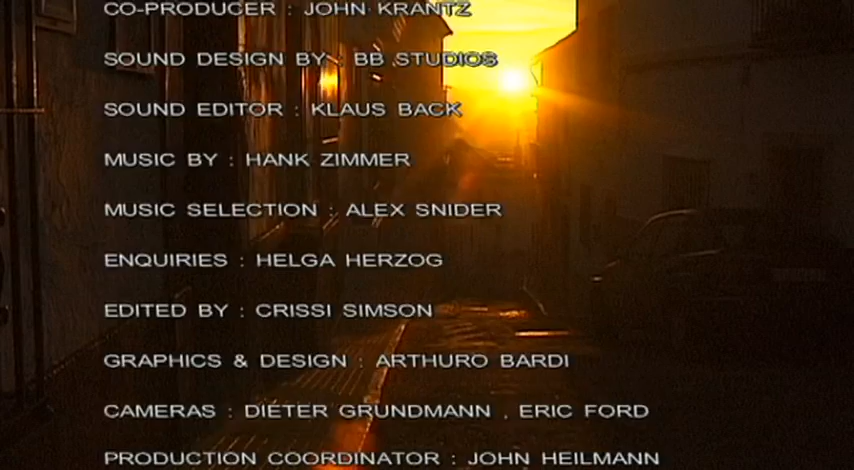 CO-PRODUCER : JOHN KRANTZ
SOUND DESIGN BY : BB STUDIOS
SOUND EDITOR : KLAUS BACK
MUSIC BY : HANK ZIMMER
MUSIC SELECTION : ALEX SNIDER
ENQUIRIES : HELGA HERZOG
EDITED BY : CRISSI SIMSON
GRAPHICS & DESIGN : ARTHURO BARDI
CAMERAS : DIETER GRUNDMANN , ERIC FORD
PRODUCTION COORDINATOR : JOHN HEILMANN